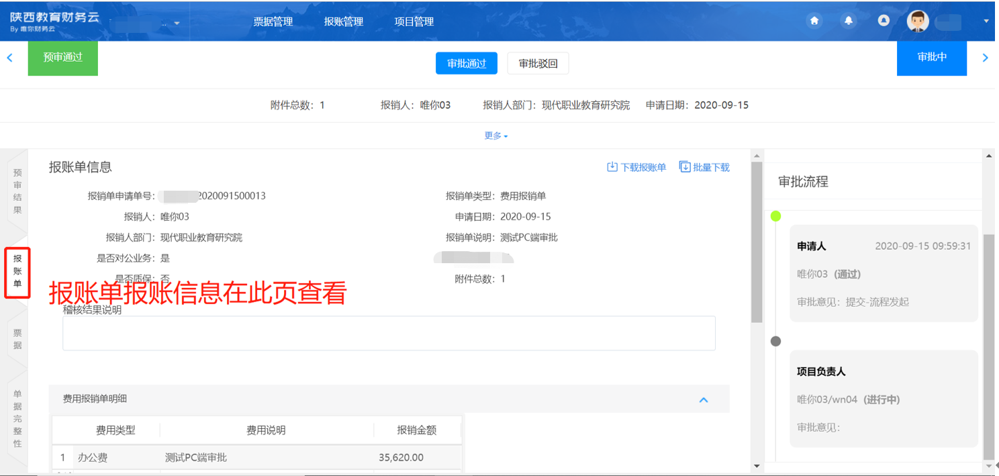 陕西教育财务云
By 唯你财务云
票据管理 报账管理 项目管理
预审通过
审批通过 审批驳回
审批中
附件总数：1 报销人：唯你03 报销人部门：现代职业教育研究院 申请日期：2020-09-15
更多
预审结果
报账单
票据
单据完整性
报账单信息
下载报账单 批量下载
报销单申请单号： 2020091500013 报销单类型：费用报销单
报销人：唯你03 申请日期：2020-09-15
报销人部门：现代职业教育研究院 报销单说明：测试PC端审批
是否对公业务：是
是否质保：否 附件总数：1
报账单报账信息在此页查看
稽核结果说明
费用报销单明细
费用类型 费用说明 报销金额
1 办公费 测试PC端审批 35,620.00
审批流程
申请人 2020-09-15 09:59:31
唯你03 (通过)
审批意见：提交-流程发起
项目负责人
唯你03/wn04 (进行中)
审批意见：